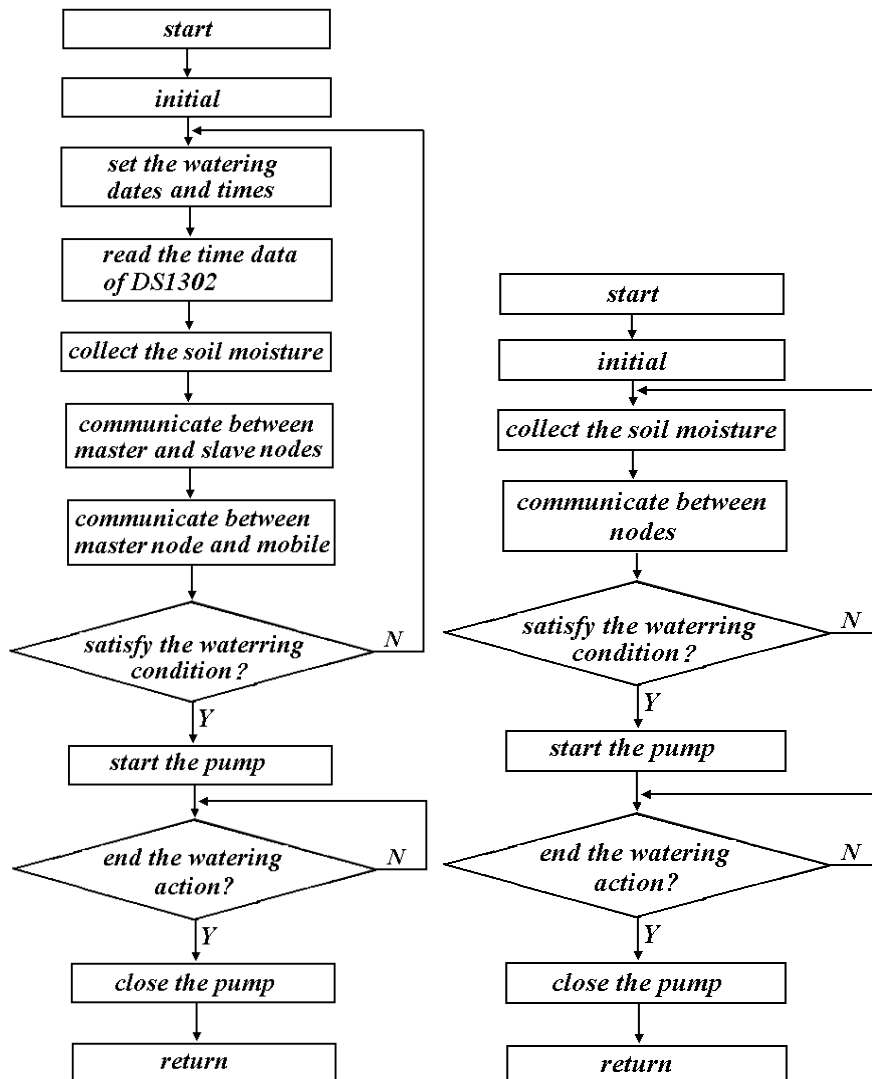 start
initial
set the watering
dates and times
read the time data
of DS1302
collect the soil moisture
communicate between
master and slave nodes
communicate between
master node and mobile
satisfy the waterring
condition?
N
Y
start the pump
end the watering
action?
N
Y
close the pump
return
start
initial
collect the soil moisture
communicate between
nodes
satisfy the waterring
condition?
N
Y
start the pump
end the watering
action?
N
Y
close the pump
return